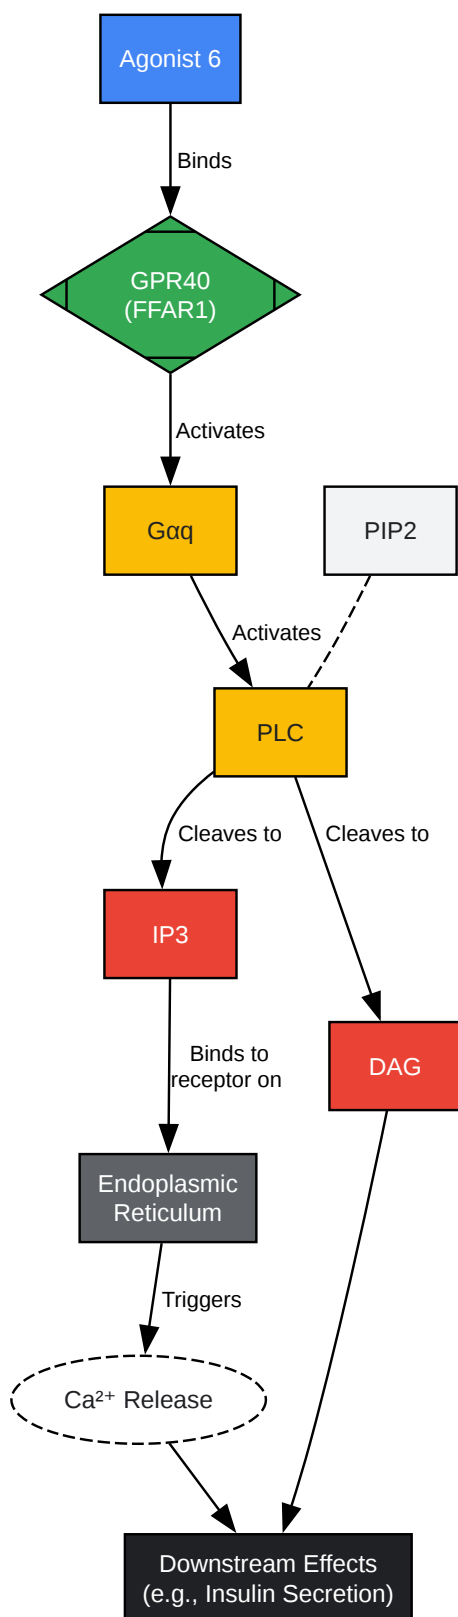 Agonist 6
Binds
GPR40
(FFAR1)
Activates
Gαq
PIP2
Activates
PLC
Cleaves to
Cleaves to
IP3
DAG
Binds to
receptor on
Endoplasmic
Reticulum
Triggers
Ca²⁺ Release
Downstream Effects
(e.g., Insulin Secretion)